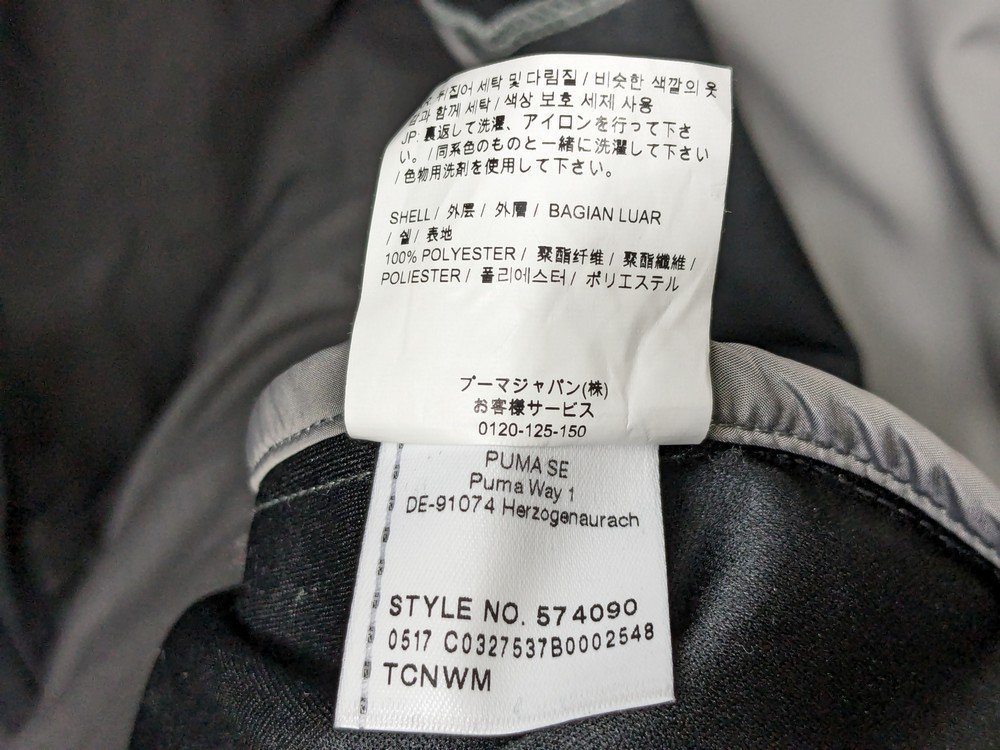 뒤집어 세탁 및 다림질 / 비슷한 색깔의 옷
과 함께 세탁 / 색상 보호 세제 사용
JP: 裏返して洗濯、アイロンを行って下さ
い。/ 同系色のものと一緒に洗濯して下さい
/ 色物用洗剤を使用して下さい。
SHELL / 外层 / 外層 / BAGIAN LUAR
/ 쉘 / 表地
100% POLYESTER / 聚酯纤维 / 聚酯纖維 /
POLIESTER / 폴리에스터 / ポリエステル
プーマジャパン(株)
お客様サービス
0120-125-150
PUMA SE
Puma Way 1
DE-91074 Herzogenaurach
STYLE NO. 574090
0517 C0327537B0002548
TCNWM